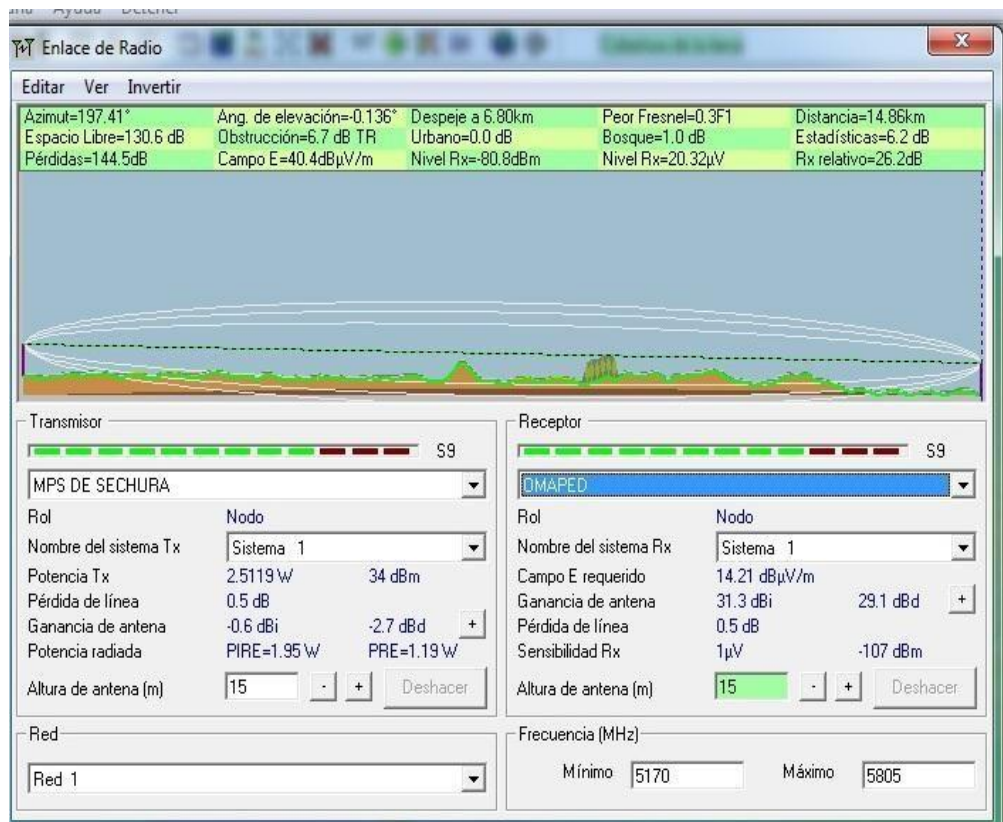 Ayuda Detener
Enlace de Radio
X
Editar Ver Invertir
Azimut=197.41° Ang. de elevación=-0.136° Despeje a 6.80km Peor Fresnel=0.3F1 Distancia=14.86km
Espacio Libre=130.6 dB Obstrucción=6.7 dB TR Urbano=0.0 dB Bosque=1.0 dB Estadísticas=6.2 dB
Pérdidas=144.5dB Campo E=40.4dBµV/m Nivel Rx=-80.8dBm Nivel Rx=20.32µV Rx relativo=26.2dB
Transmisor
S9
MPS DE SECHURA
Rol Nodo
Nombre del sistema Tx Sistema 1
Potencia Tx 2.5119 W 34 dBm
Pérdida de línea 0.5 dB
Ganancia de antena -0.6 dBi -2.7 dBd +
Potencia radiada PIRE=1.95 W PRE=1.19 W
Altura de antena (m) 15 - + Deshacer
Red
Red 1
Receptor
S9
OMAPED
Rol Nodo
Nombre del sistema Rx Sistema 1
Campo E requerido 14.21 dBµV/m
Ganancia de antena 31.3 dBi 29.1 dBd +
Pérdida de línea 0.5 dB
Sensibilidad Rx 1µV -107 dBm
Altura de antena (m) 15 - + Deshacer
Frecuencia (MHz)
Mínimo 5170 Máximo 5805